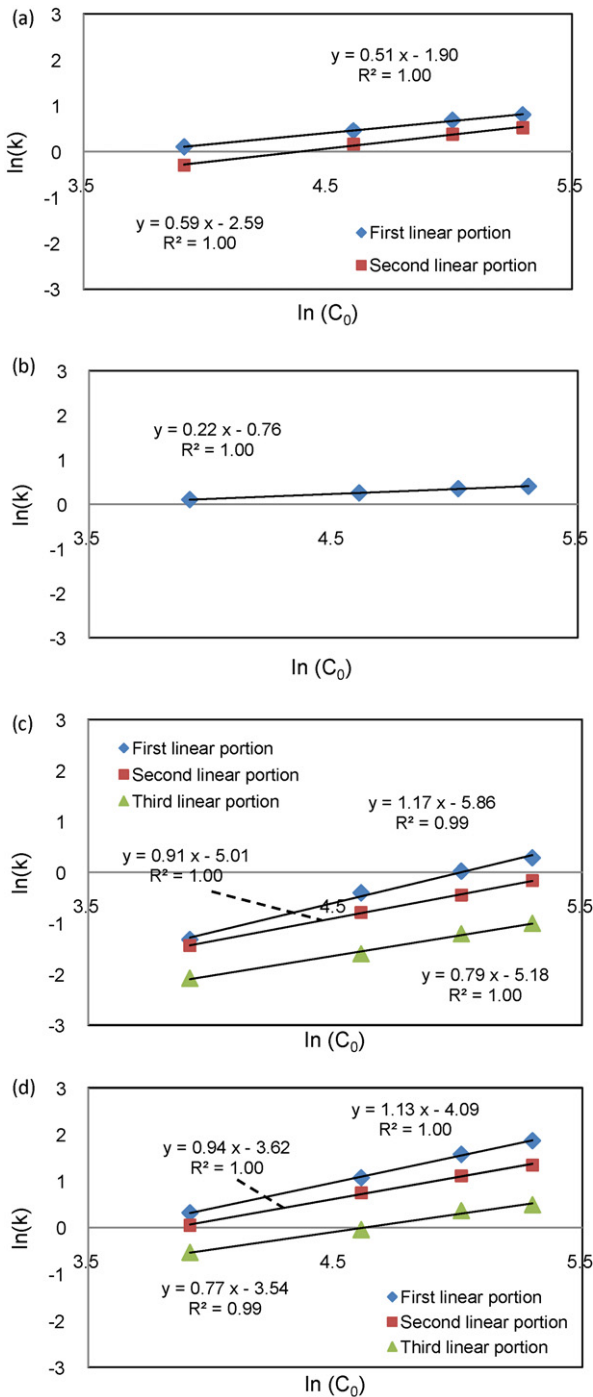 (a)
3
2
1
0
-1
-2
-3
ln(k)
y = 0.51 x - 1.90
R² = 1.00
3.5
4.5
5.5
y = 0.59 x - 2.59
R² = 1.00
First linear portion
Second linear portion
ln (C₀)
(b)
3
2
1
0
-1
-2
-3
ln(k)
y = 0.22 x - 0.76
R² = 1.00
3.5
4.5
5.5
ln (C₀)
(c)
3
2
1
0
-1
-2
-3
ln(k)
First linear portion
Second linear portion
Third linear portion
y = 1.17 x - 5.86
R² = 0.99
y = 0.91 x - 5.01
R² = 1.00
3.5
4.5
5.5
y = 0.79 x - 5.18
R² = 1.00
ln (C₀)
(d)
3
2
1
0
-1
-2
-3
ln(k)
y = 1.13 x - 4.09
R² = 1.00
y = 0.94 x - 3.62
R² = 1.00
3.5
4.5
5.5
y = 0.77 x - 3.54
R² = 0.99
First linear portion
Second linear portion
Third linear portion
ln (C₀)